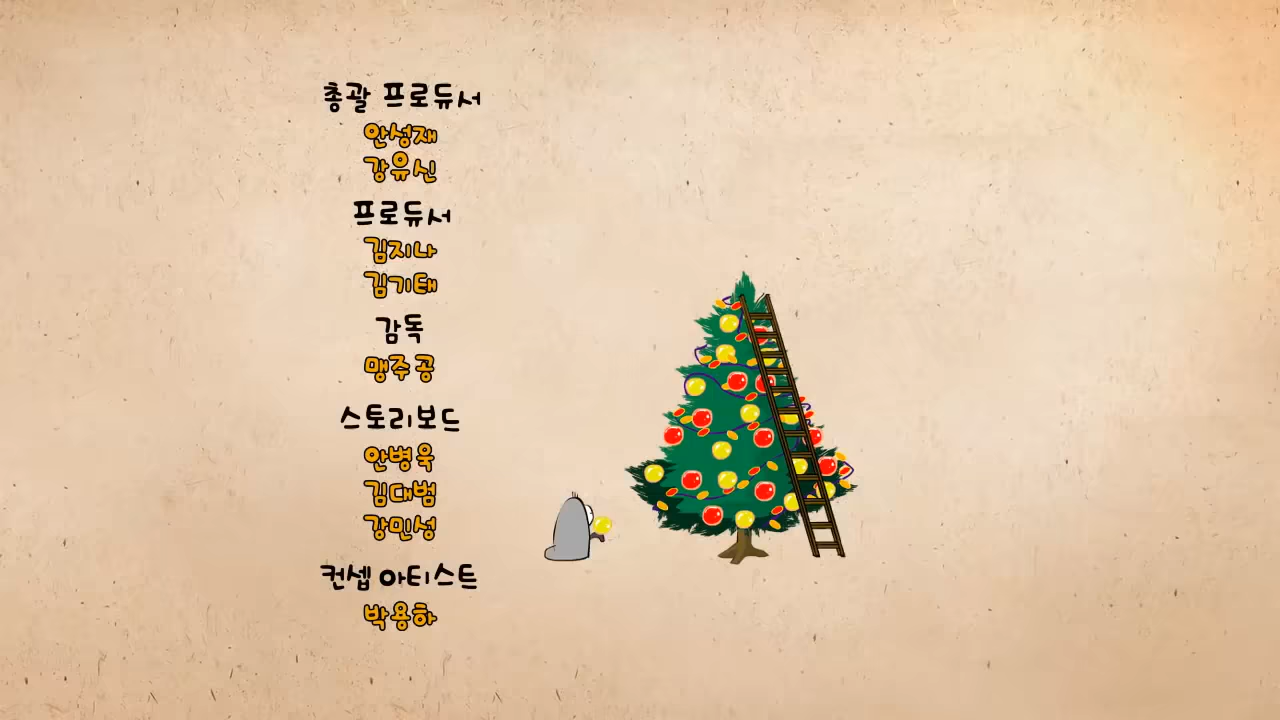 총괄 프로듀서
안성재
강유신
프로듀서
김지나
김기태
감독
맹주공
스토리보드
안병욱
김대범
강민성
컨셉 아티스트
박용하